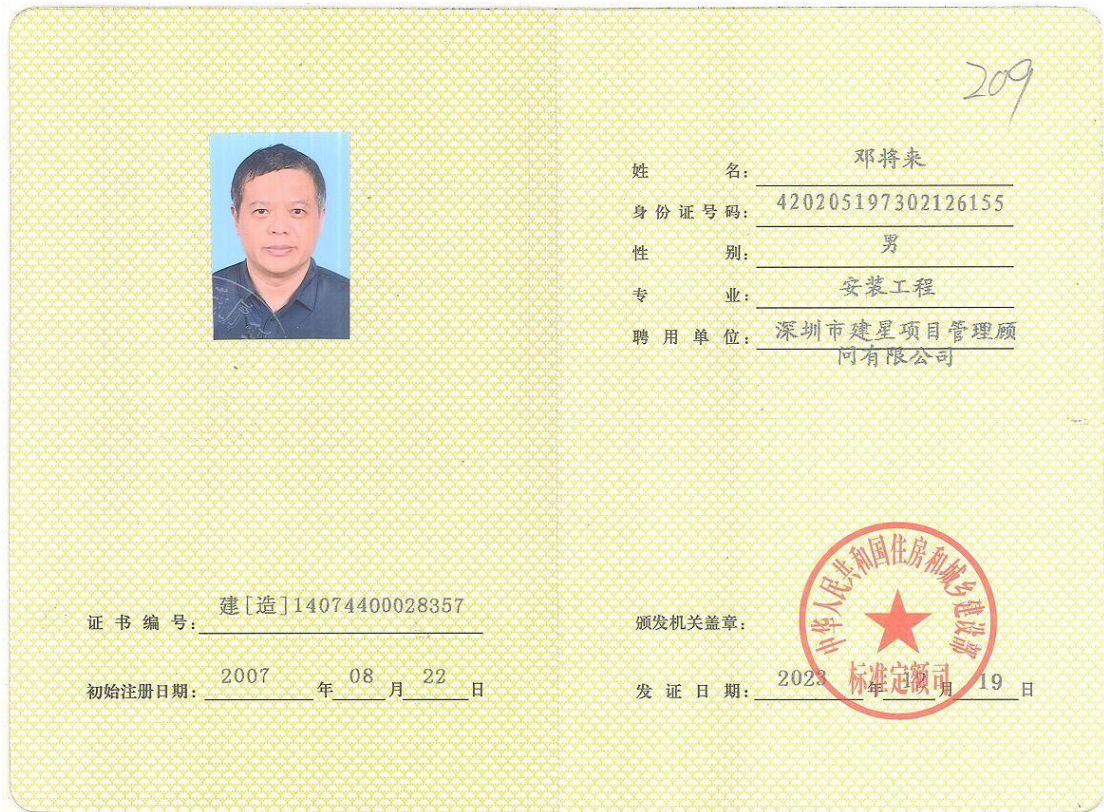 209
姓 名: 邓将来
身份证号码: 420205197302126155
性 别: 男
专 业: 安装工程
聘用单位: 深圳市建星项目管理顾
问有限公司
证书编号: 建[造]14074400028357
初始注册日期: 2007 年 08 月 22 日
颁发机关盖章:
中华人民共和国住房和城乡建设部
标准定额司
发证日期: 2023 年 12 月 19 日